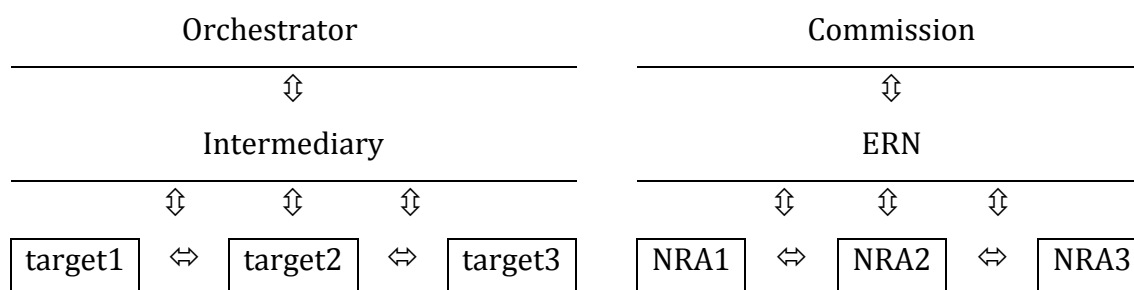 Orchestrator Commission
⇳ ⇳
Intermediary ERN
⇳ ⇳ ⇳ ⇳ ⇳ ⇳
target1 ⬄ target2 ⬄ target3 NRA1 ⬄ NRA2 ⬄ NRA3